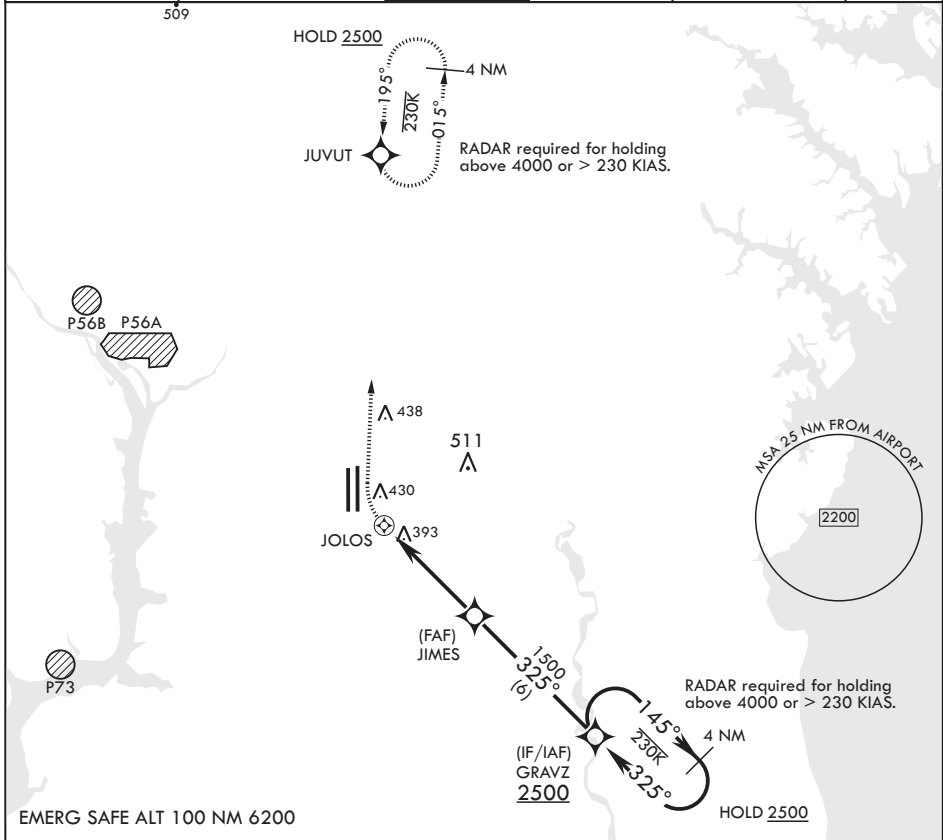 509
HOLD 2500
4 NM
195°
230K
015°
JUVUT
RADAR required for holding
above 4000 or > 230 KIAS.
P56B
P56A
438
511
430
393
JOLOS
MSA 25 NM FROM AIRPORT
2200
(FAF)
JIMES
1500
325°
(6)
P73
RADAR required for holding
above 4000 or > 230 KIAS.
145°
4 NM
230K
325°
(IF/IAF)
GRAVZ
2500
HOLD 2500
EMERG SAFE ALT 100 NM 6200